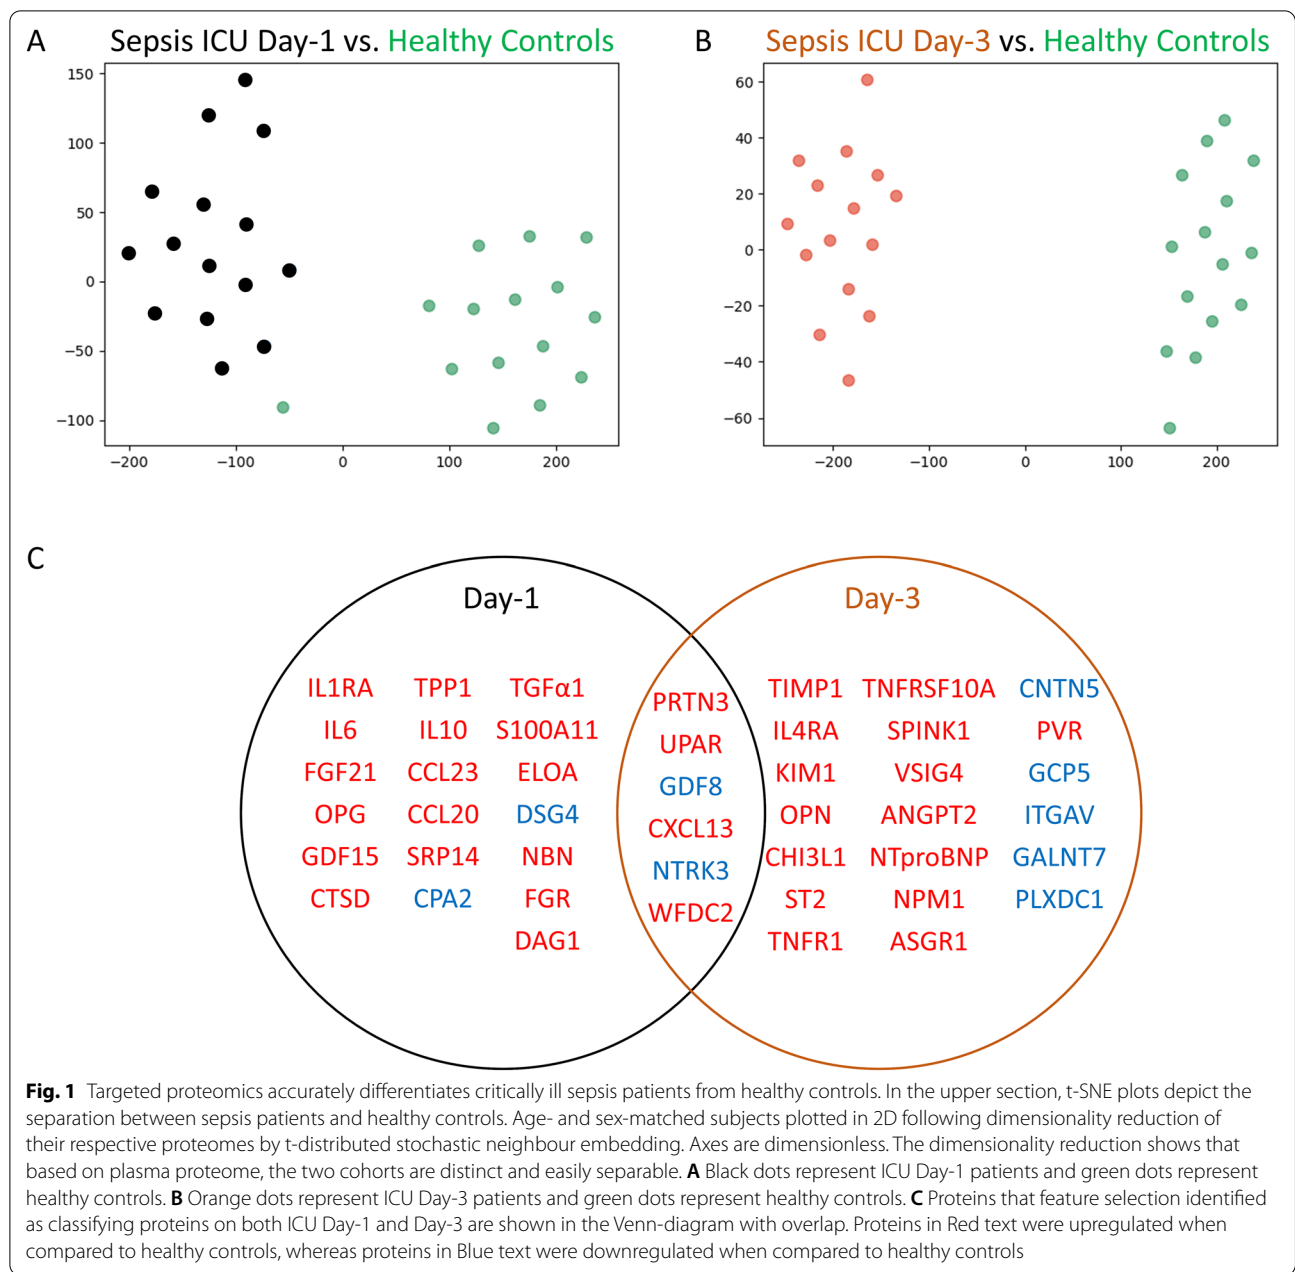 A
Sepsis ICU Day-1 vs. Healthy Controls
150
100
50
0
−50
−100
−200
−100
0
100
200
B
Sepsis ICU Day-3 vs. Healthy Controls
60
40
20
0
−20
−40
−60
−200
−100
0
100
200
C
Day-1
IL1RA
IL6
FGF21
OPG
GDF15
CTSD
TPP1
IL10
CCL23
CCL20
SRP14
CPA2
TGFα1
S100A11
ELOA
DSG4
NBN
FGR
DAG1
PRTN3
UPAR
GDF8
CXCL13
NTRK3
WFDC2
Day-3
TIMP1
IL4RA
KIM1
OPN
CHI3L1
ST2
TNFR1
TNFRSF10A
SPINK1
VSIG4
ANGPT2
NTproBNP
NPM1
ASGR1
CNTN5
PVR
GCP5
ITGAV
GALNT7
PLXDC1
Fig. 1 Targeted proteomics accurately differentiates critically ill sepsis patients from healthy controls. In the upper section, t-SNE plots depict the
separation between sepsis patients and healthy controls. Age- and sex-matched subjects plotted in 2D following dimensionality reduction of
their respective proteomes by t-distributed stochastic neighbour embedding. Axes are dimensionless. The dimensionality reduction shows that
based on plasma proteome, the two cohorts are distinct and easily separable. A Black dots represent ICU Day-1 patients and green dots represent
healthy controls. B Orange dots represent ICU Day-3 patients and green dots represent healthy controls. C Proteins that feature selection identified
as classifying proteins on both ICU Day-1 and Day-3 are shown in the Venn-diagram with overlap. Proteins in Red text were upregulated when
compared to healthy controls, whereas proteins in Blue text were downregulated when compared to healthy controls